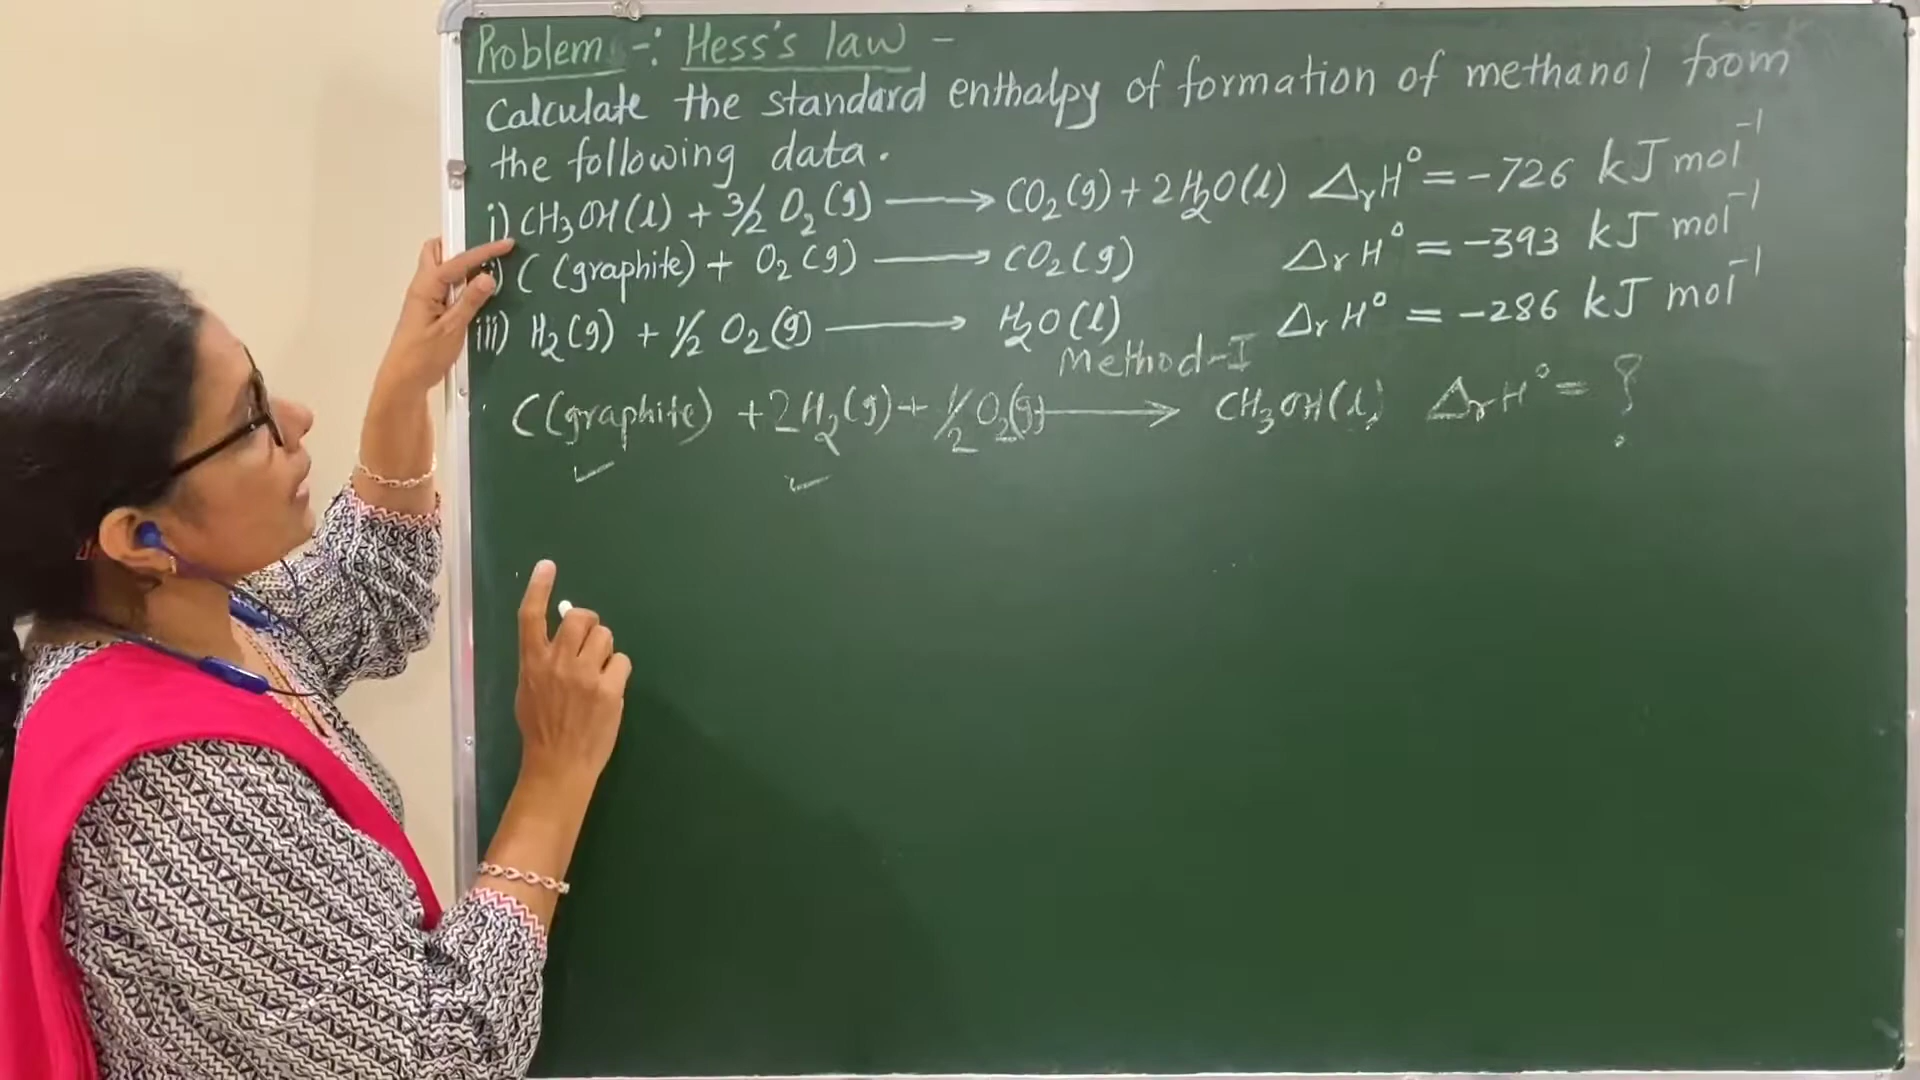 Problem -: Hess's law -
Calculate the standard enthalpy of formation of methanol from
the following data.
i) CH₃OH(l) + 3/2 O₂(g) ⟶ CO₂(g) + 2H₂O(l) ΔᵣH° = -726 kJ mol⁻¹
ii) C(graphite) + O₂(g) ⟶ CO₂(g) ΔᵣH° = -393 kJ mol⁻¹
iii) H₂(g) + 1/2 O₂(g) ⟶ H₂O(l) ΔᵣH° = -286 kJ mol⁻¹
Method-I
C(graphite) + 2H₂(g) + 1/2 O₂(g) ⟶ CH₃OH(l) ΔᵣH° = ?